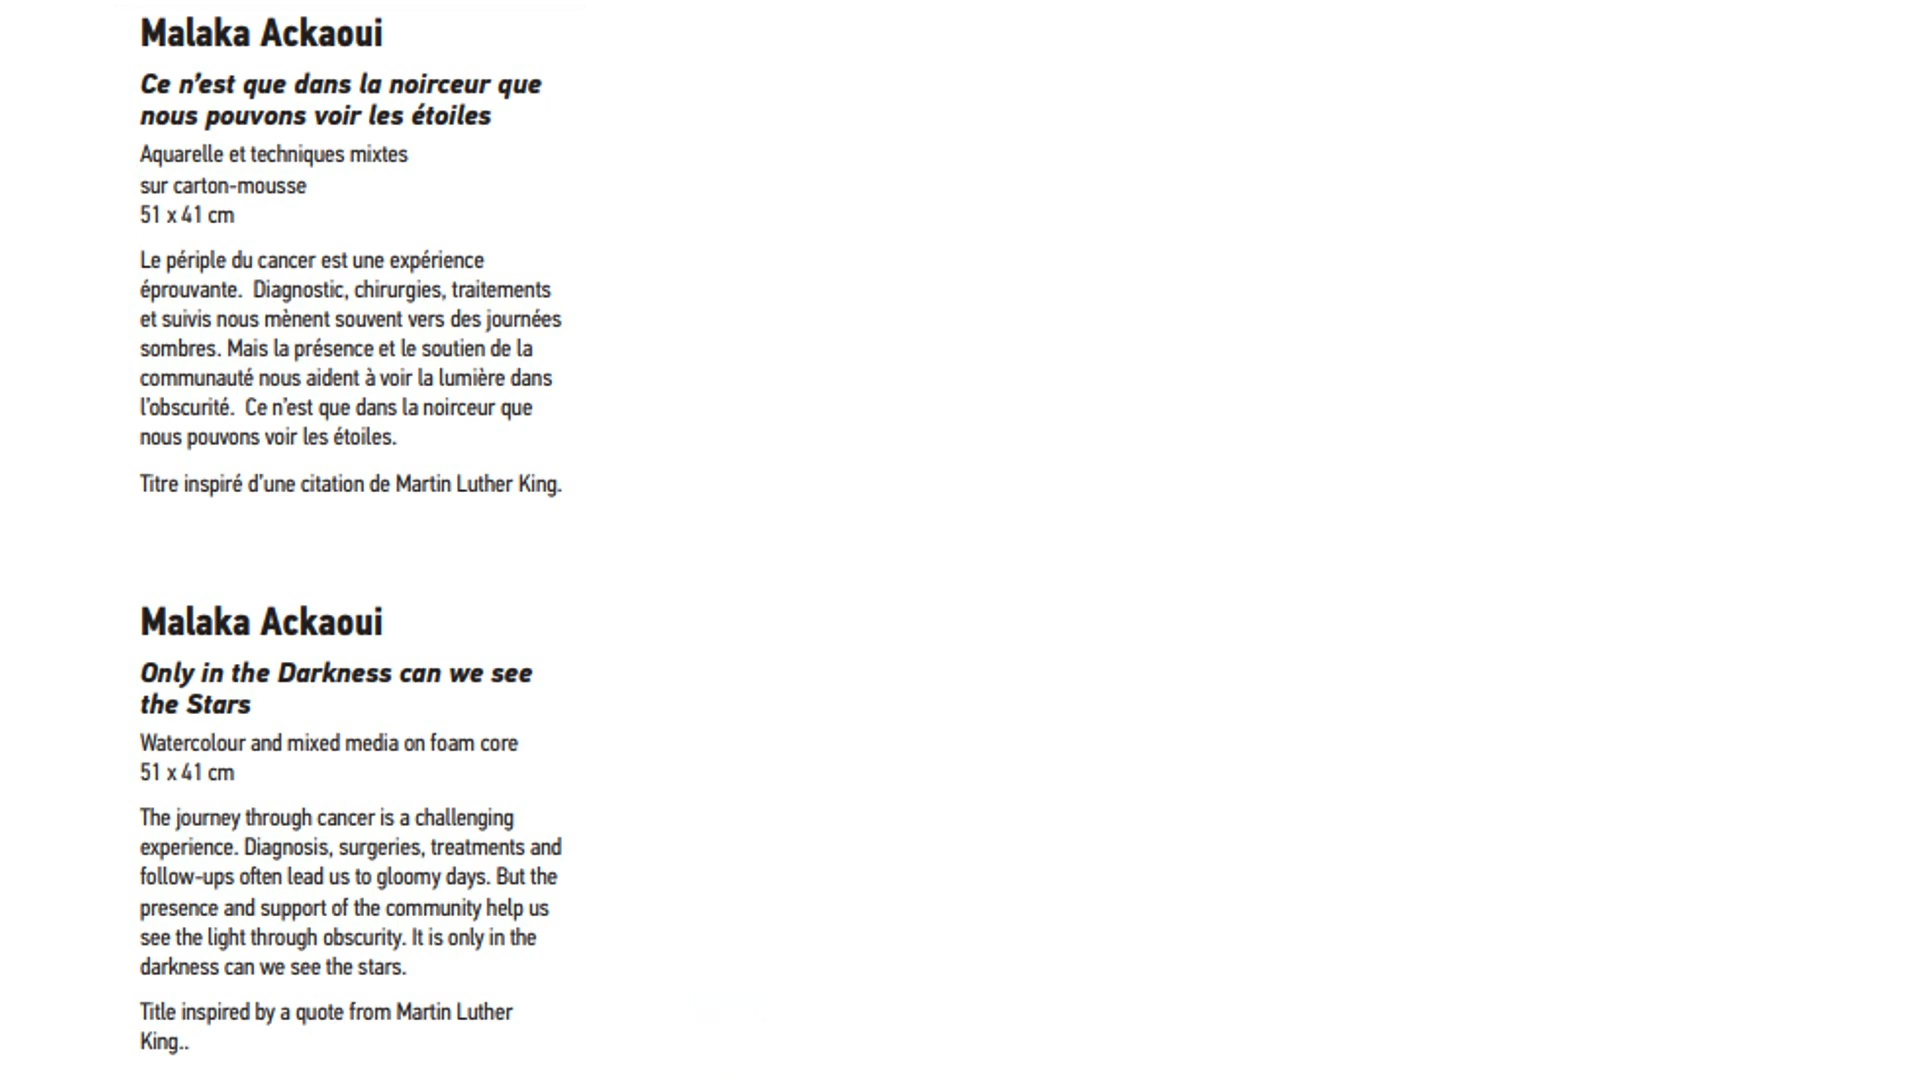 Malaka Ackaoui
Ce n’est que dans la noirceur que
nous pouvons voir les étoiles
Aquarelle et techniques mixtes
sur carton-mousse
51 x 41 cm
Le périple du cancer est une expérience
éprouvante.  Diagnostic, chirurgies, traitements
et suivis nous mènent souvent vers des journées
sombres. Mais la présence et le soutien de la
communauté nous aident à voir la lumière dans
l’obscurité.  Ce n’est que dans la noirceur que
nous pouvons voir les étoiles.
Titre inspiré d’une citation de Martin Luther King.
Malaka Ackaoui
Only in the Darkness can we see
the Stars
Watercolour and mixed media on foam core
51 x 41 cm
The journey through cancer is a challenging
experience. Diagnosis, surgeries, treatments and
follow-ups often lead us to gloomy days. But the
presence and support of the community help us
see the light through obscurity. It is only in the
darkness can we see the stars.
Title inspired by a quote from Martin Luther
King..